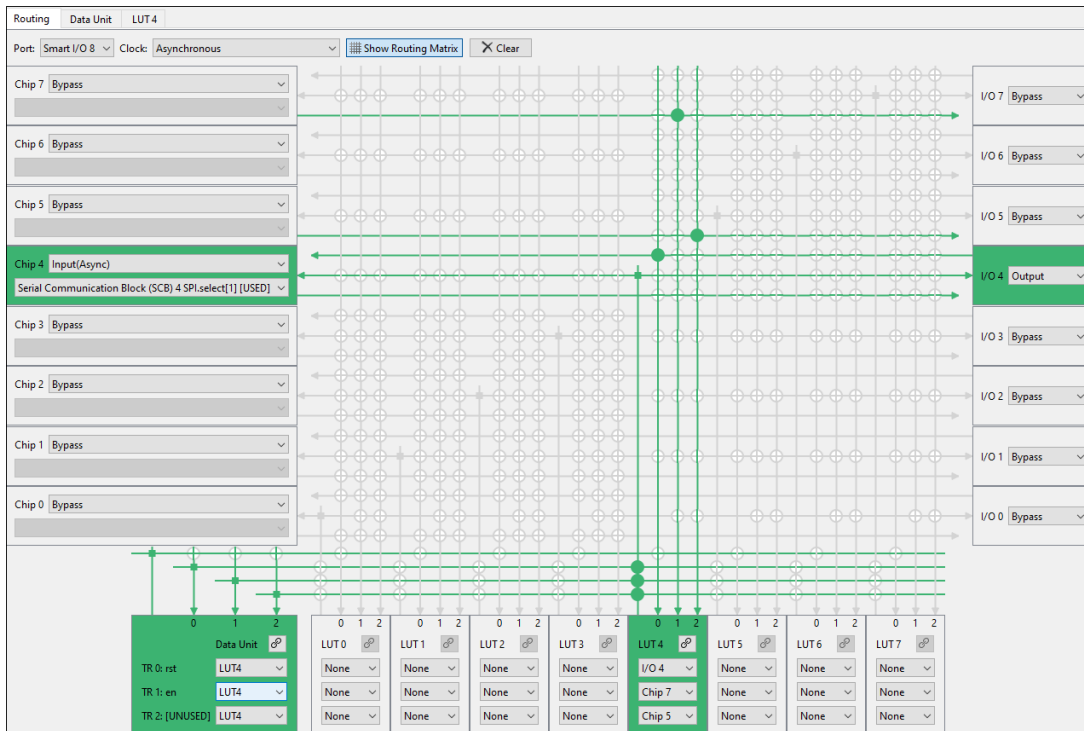 Routing Data Unit LUT 4
Port: Smart I/O 8 Clock: Asynchronous Show Routing Matrix Clear
Chip 7 Bypass
I/O 7 Bypass
Chip 6 Bypass
I/O 6 Bypass
Chip 5 Bypass
I/O 5 Bypass
Chip 4 Input(Async)
Serial Communication Block (SCB) 4 SPI.select[1] [USED]
I/O 4 Output
Chip 3 Bypass
I/O 3 Bypass
Chip 2 Bypass
I/O 2 Bypass
Chip 1 Bypass
I/O 1 Bypass
Chip 0 Bypass
I/O 0 Bypass
0 1 2 0 1 2 0 1 2 0 1 2 0 1 2 0 1 2 0 1 2 0 1 2 0 1 2
Data Unit LUT 0 LUT 1 LUT 2 LUT 3 LUT 4 LUT 5 LUT 6 LUT 7
TR 0: rst LUT4 None None None None I/O 4 None None None
TR 1: en LUT4 None None None None Chip 7 None None None
TR 2: [UNUSED] LUT4 None None None None Chip 5 None None None